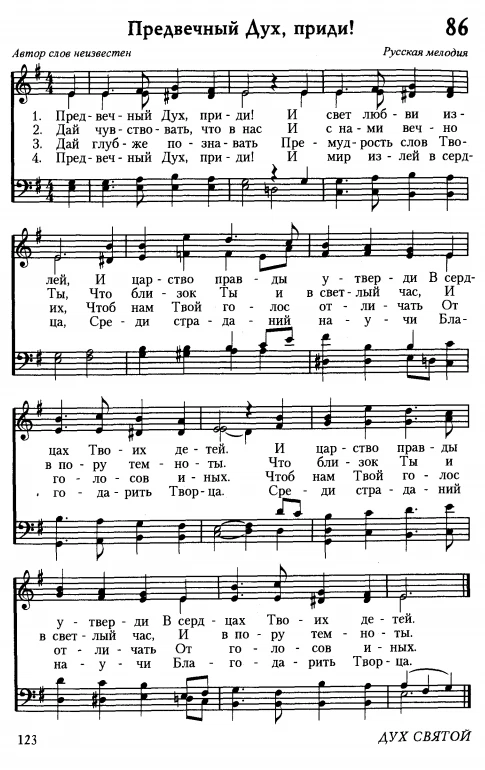 Предвечный Дух, приди! 86
Автор слов неизвестен Русская мелодия
1. Пред - веч - ный Дух, при - ди! И свет люб - ви из -
2. Дай чув - ство - вать, что в нас И с на - ми веч - но
3. Дай глуб - же по - зна - вать Пре - муд - рость слов Тво -
4. Пред - веч - ный Дух, при - ди! И мир из - лей в серд -
лей, И цар - ство прав - ды у - твер - ди В серд -
Ты, Что бли - зок Ты и в свет - лый час, И
их, Чтоб нам Твой го - лос от - ли - чать От
ца, Сре - ди стра - да - ний на - у - чи Бла -
цах Тво - их де - тей. И цар - ство прав - ды
в по - ру тем - но - ты. Что бли - зок Ты и
го - ло - сов и - ных. Чтоб нам Твой го - лос
го - да - рить Твор - ца. Сре - ди стра - да - ний
у - твер - ди В серд - цах Тво - их де - тей.
в свет - лый час, И в по - ру тем - но - ты.
от - ли - чать От го - ло - сов и - ных.
на - у - чи Бла - го - да - рить Твор - ца.
123 ДУХ СВЯТОЙ